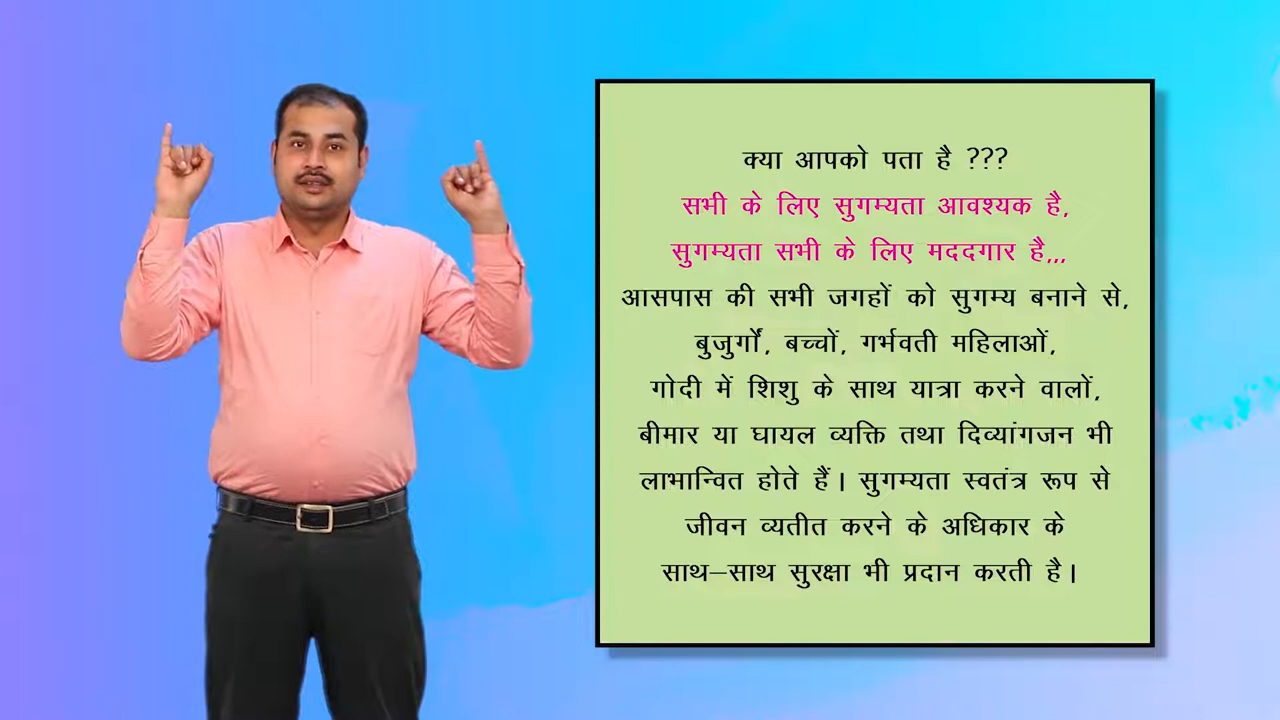 क्या आपको पता है ???
सभी के लिए सुगम्यता आवश्यक है,
सुगम्यता सभी के लिए मददगार है,,,
आसपास की सभी जगहों को सुगम्य बनाने से,
बुजुर्गों, बच्चों, गर्भवती महिलाओं,
गोदी में शिशु के साथ यात्रा करने वालों,
बीमार या घायल व्यक्ति तथा दिव्यांगजन भी
लाभान्वित होते हैं। सुगम्यता स्वतंत्र रूप से
जीवन व्यतीत करने के अधिकार के
साथ–साथ सुरक्षा भी प्रदान करती है।